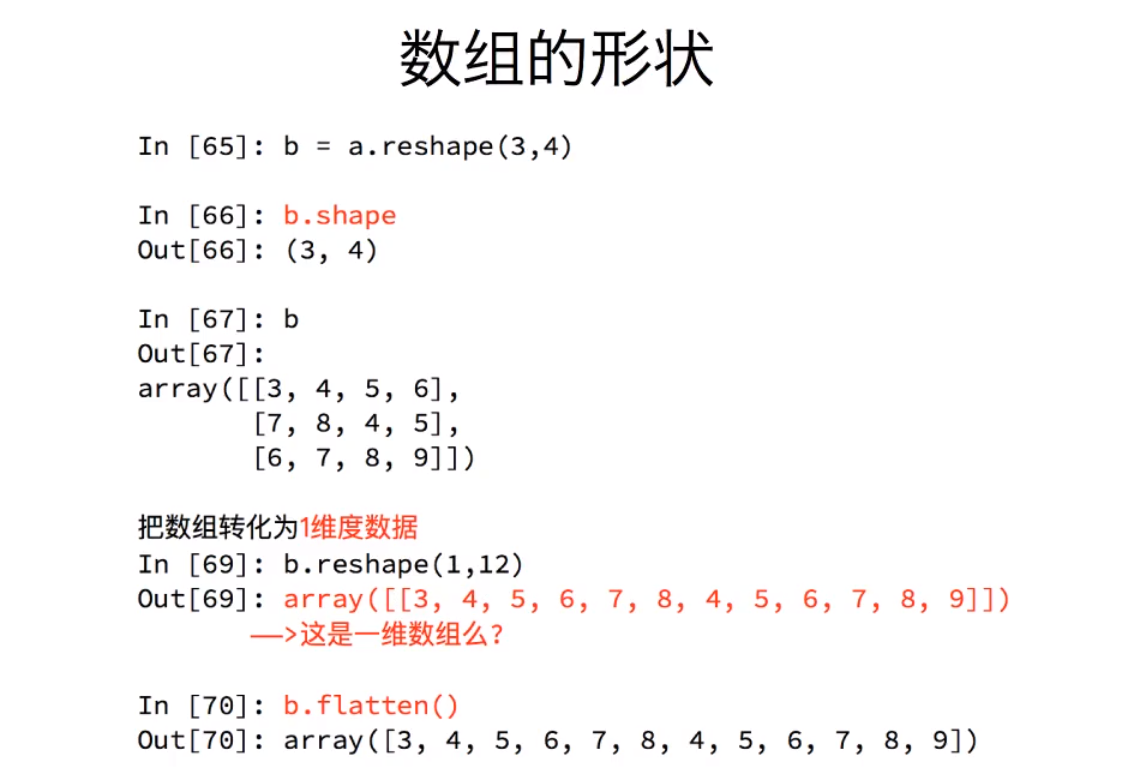 数组的形状
In [65]: b = a.reshape(3,4)
In [66]: b.shape
Out[66]: (3, 4)
In [67]: b
Out[67]:
array([[3, 4, 5, 6],
[7, 8, 4, 5],
[6, 7, 8, 9]])
把数组转化为1维度数据
In [69]: b.reshape(1,12)
Out[69]: array([[3, 4, 5, 6, 7, 8, 4, 5, 6, 7, 8, 9]])
——>这是一维数组么?
In [70]: b.flatten()
Out[70]: array([3, 4, 5, 6, 7, 8, 4, 5, 6, 7, 8, 9])